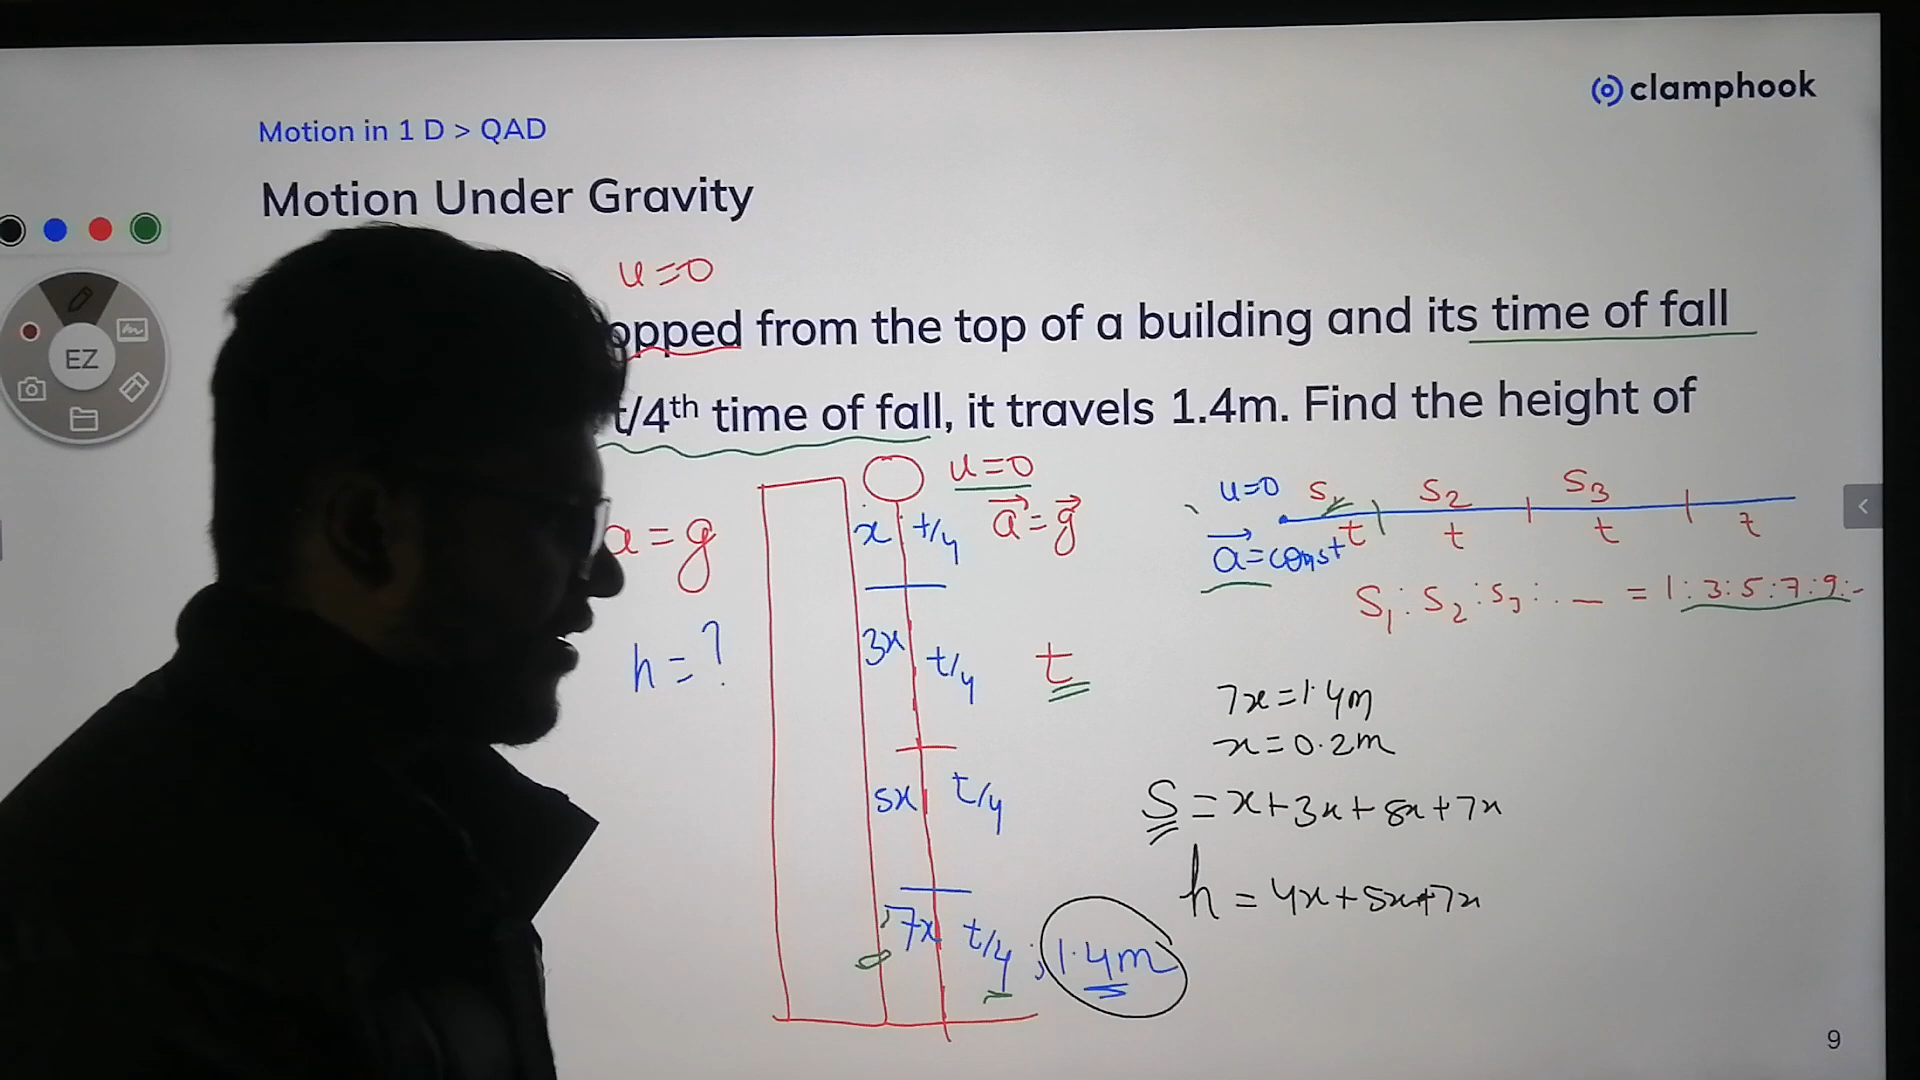 clamphook
Motion in 1 D > QAD
Motion Under Gravity
u=0
opped from the top of a building and its time of fall
t/4th time of fall, it travels 1.4m. Find the height of
EZ
u=0
a⃗=g⃗
a=g
h=?
x t/4
3x t/4
t
5x t/4
7x t/4 ; 1.4m
u=0 S1 S2 S3
t t t t
a⃗=const
S1:S2:S3:.— = 1:3:5:7:9:-
7x=1.4m
x=0.2m
S=x+3x+5x+7x
h=4x+5x+7x
9